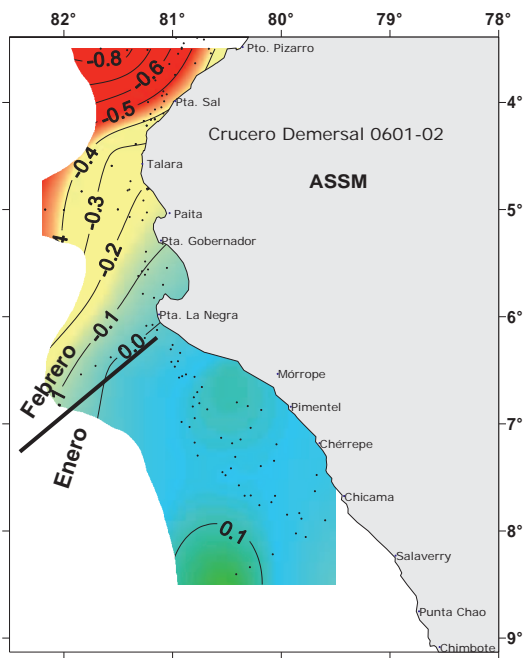 82° 81° 80° 79° 78°
Pto. Pizarro
-0.8
-0.6
-0.5
Pta. Sal
4°
Crucero Demersal 0601-02
-0.4
Talara
ASSM
-0.3
Paita
5°
4
Pta. Gobernador
-0.2
Pta. La Negra
6°
-0.1
0.0
Febrero
Mórrope
1
Pimentel
7°
Enero
Chérrepe
Chicama
0.1
8°
Salaverry
Punta Chao
9°
Chimbote